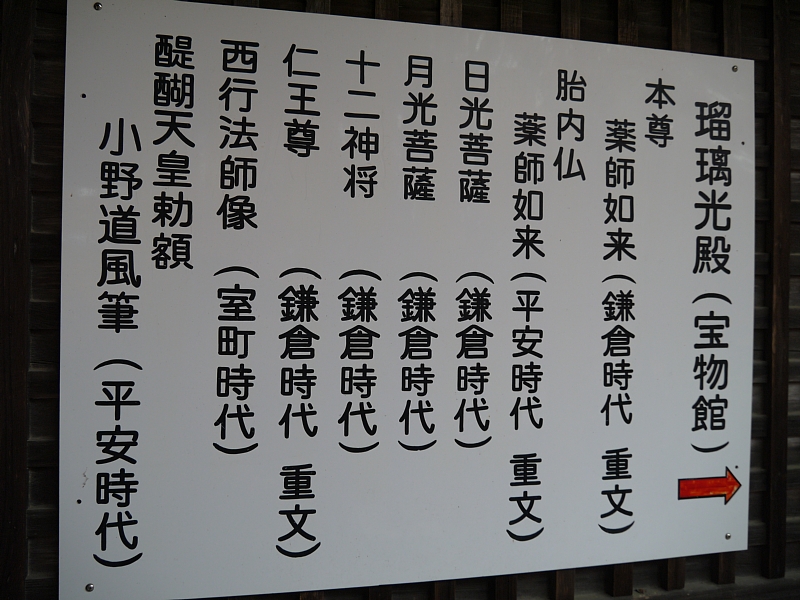 瑠璃光殿（宝物館）
本尊
薬師如来（鎌倉時代 重文）
胎内仏
薬師如来（平安時代 重文）
日光菩薩（鎌倉時代）
月光菩薩（鎌倉時代）
十二神将（鎌倉時代）
仁王尊（鎌倉時代 重文）
西行法師像（室町時代）
醍醐天皇勅額
小野道風筆（平安時代）